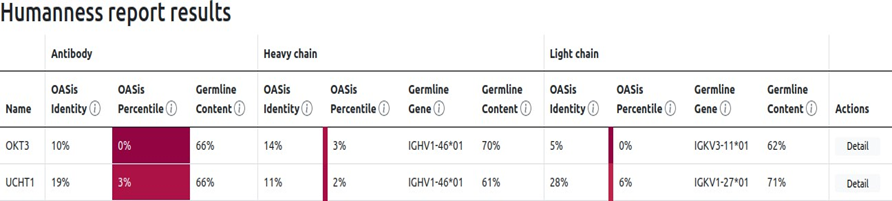 Humanness report results
Antibody Heavy chain Light chain
OASis OASis Germline OASis OASis Germline Germline OASis OASis Germline Germline
Name Identity Percentile Content Identity Percentile Gene Content Identity Percentile Gene Content Actions
OKT3 10% 0% 66% 14% 3% IGHV1-46*01 70% 5% 0% IGKV3-11*01 62% Detail
UCHT1 19% 3% 66% 11% 2% IGHV1-46*01 61% 28% 6% IGKV1-27*01 71% Detail